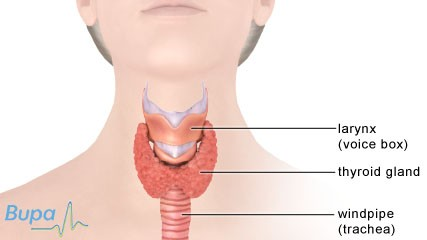 larynx
(voice box)
thyroid gland
Bupa
windpipe
(trachea)